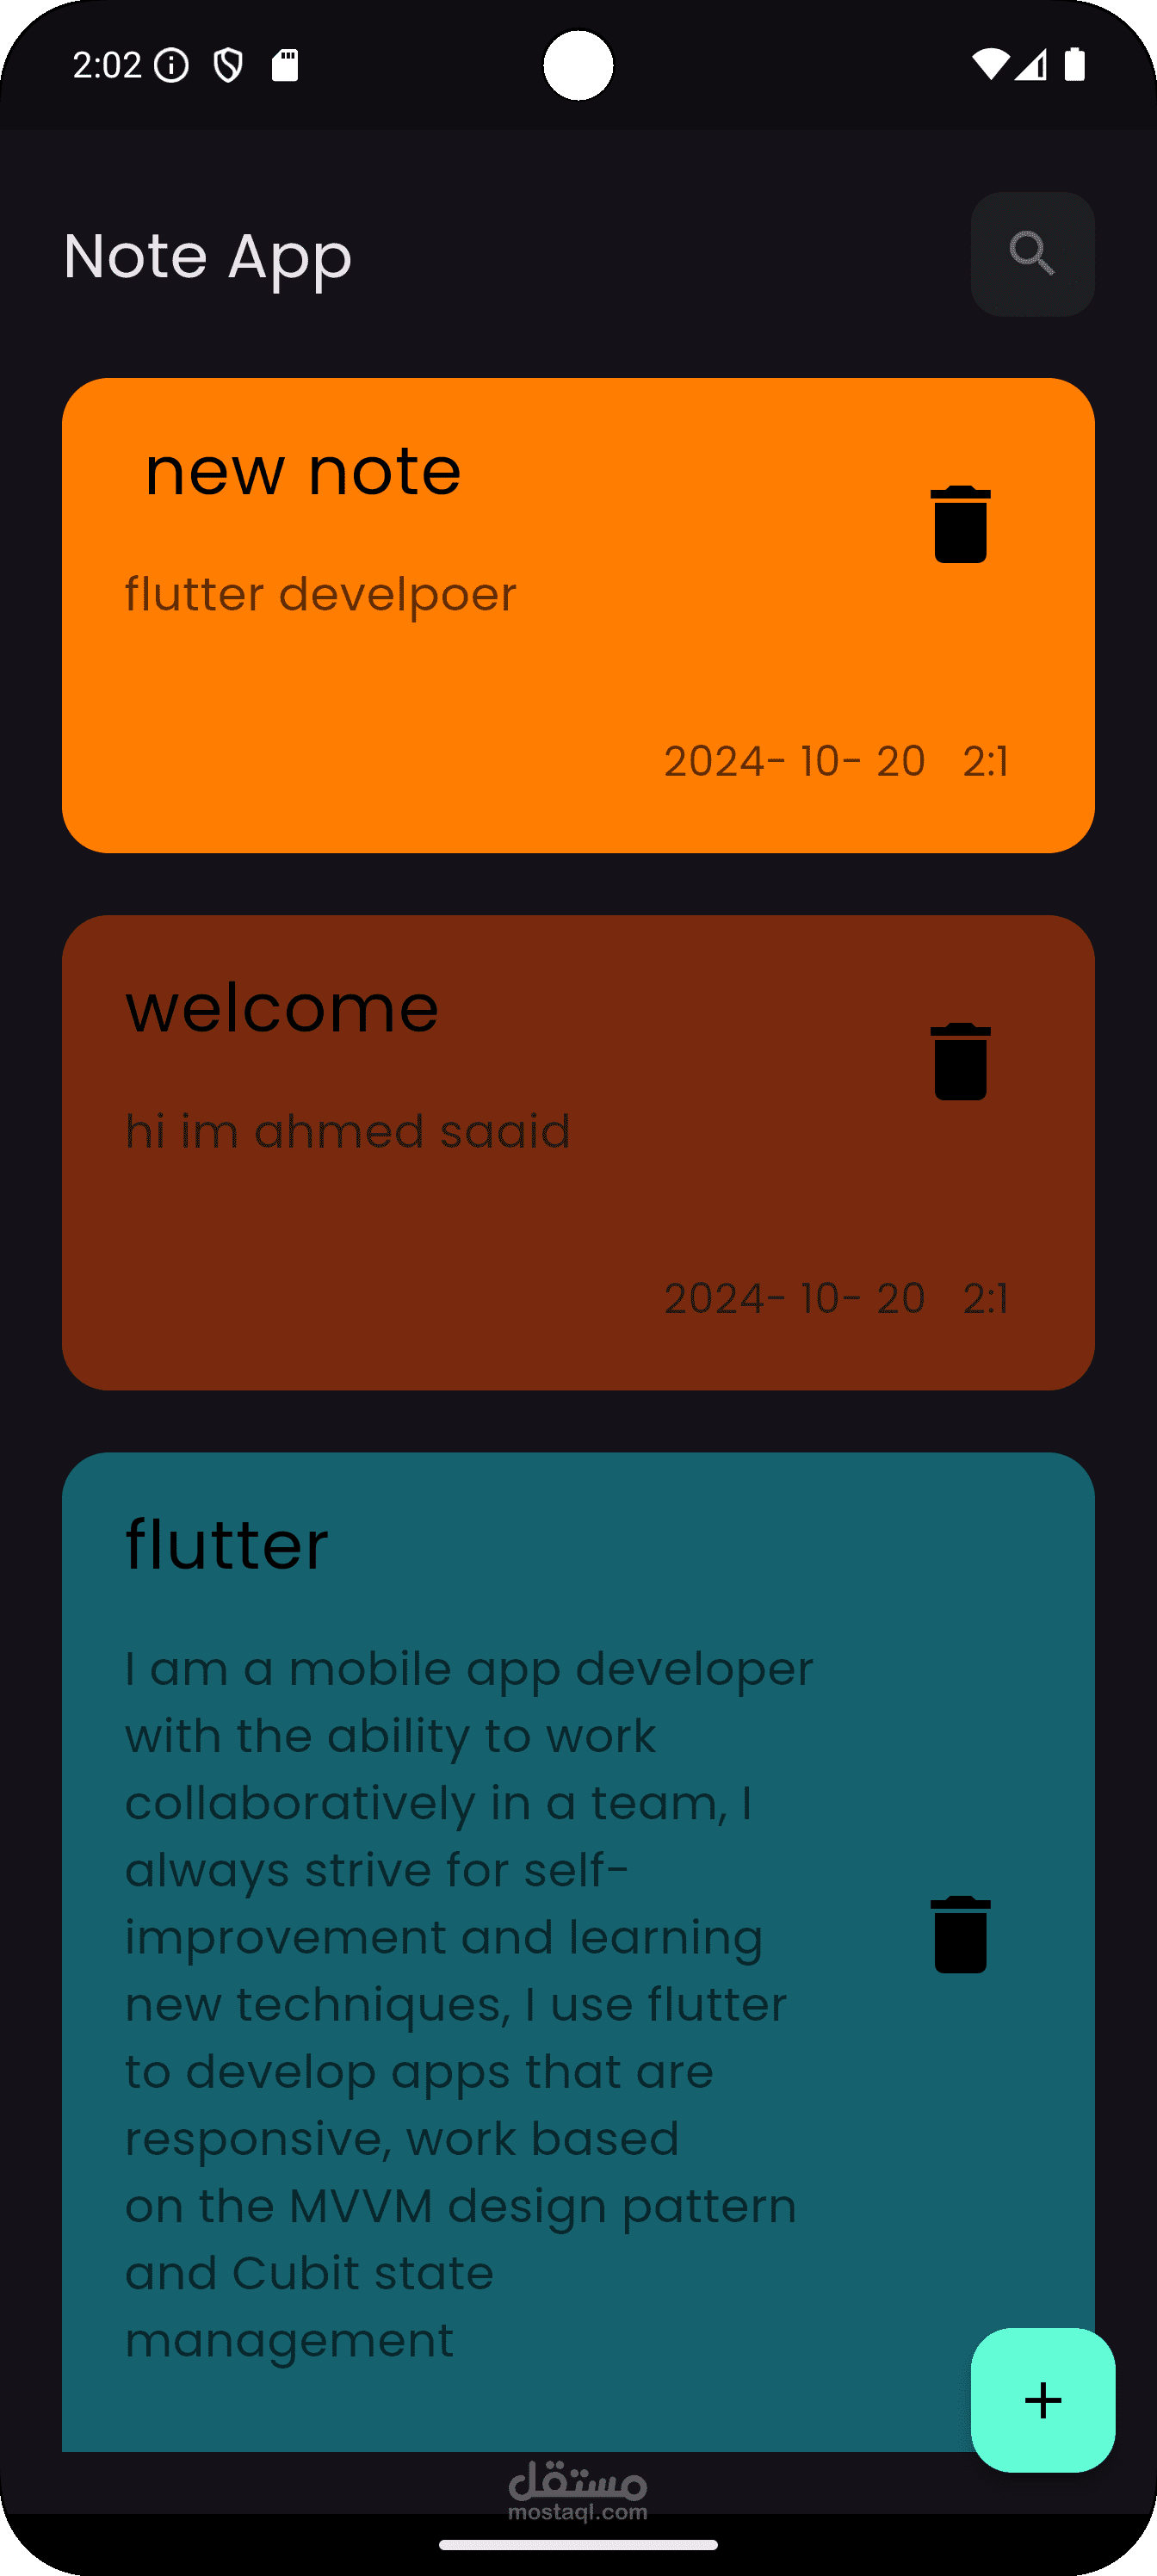 2:02
Note App
new note
flutter develpoer
2024- 10- 20 2:1
welcome
hi im ahmed saaid
2024- 10- 20 2:1
flutter
I am a mobile app developer
with the ability to work
collaboratively in a team, I
always strive for self-
improvement and learning
new techniques, I use flutter
to develop apps that are
responsive, work based
on the MVVM design pattern
and Cubit state
management
مستقل
mostaql.com